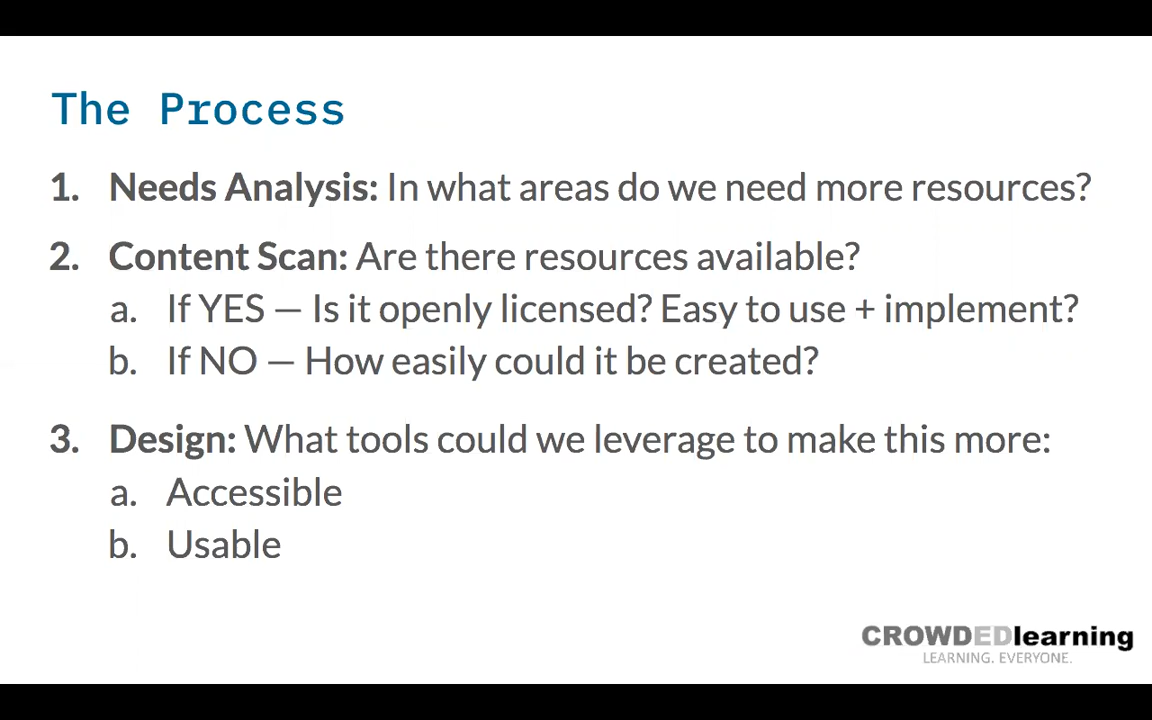 The Process
1. Needs Analysis: In what areas do we need more resources?
2. Content Scan: Are there resources available?
a. If YES — Is it openly licensed? Easy to use + implement?
b. If NO — How easily could it be created?
3. Design: What tools could we leverage to make this more:
a. Accessible
b. Usable
CROWDEDlearning
LEARNING. EVERYONE.